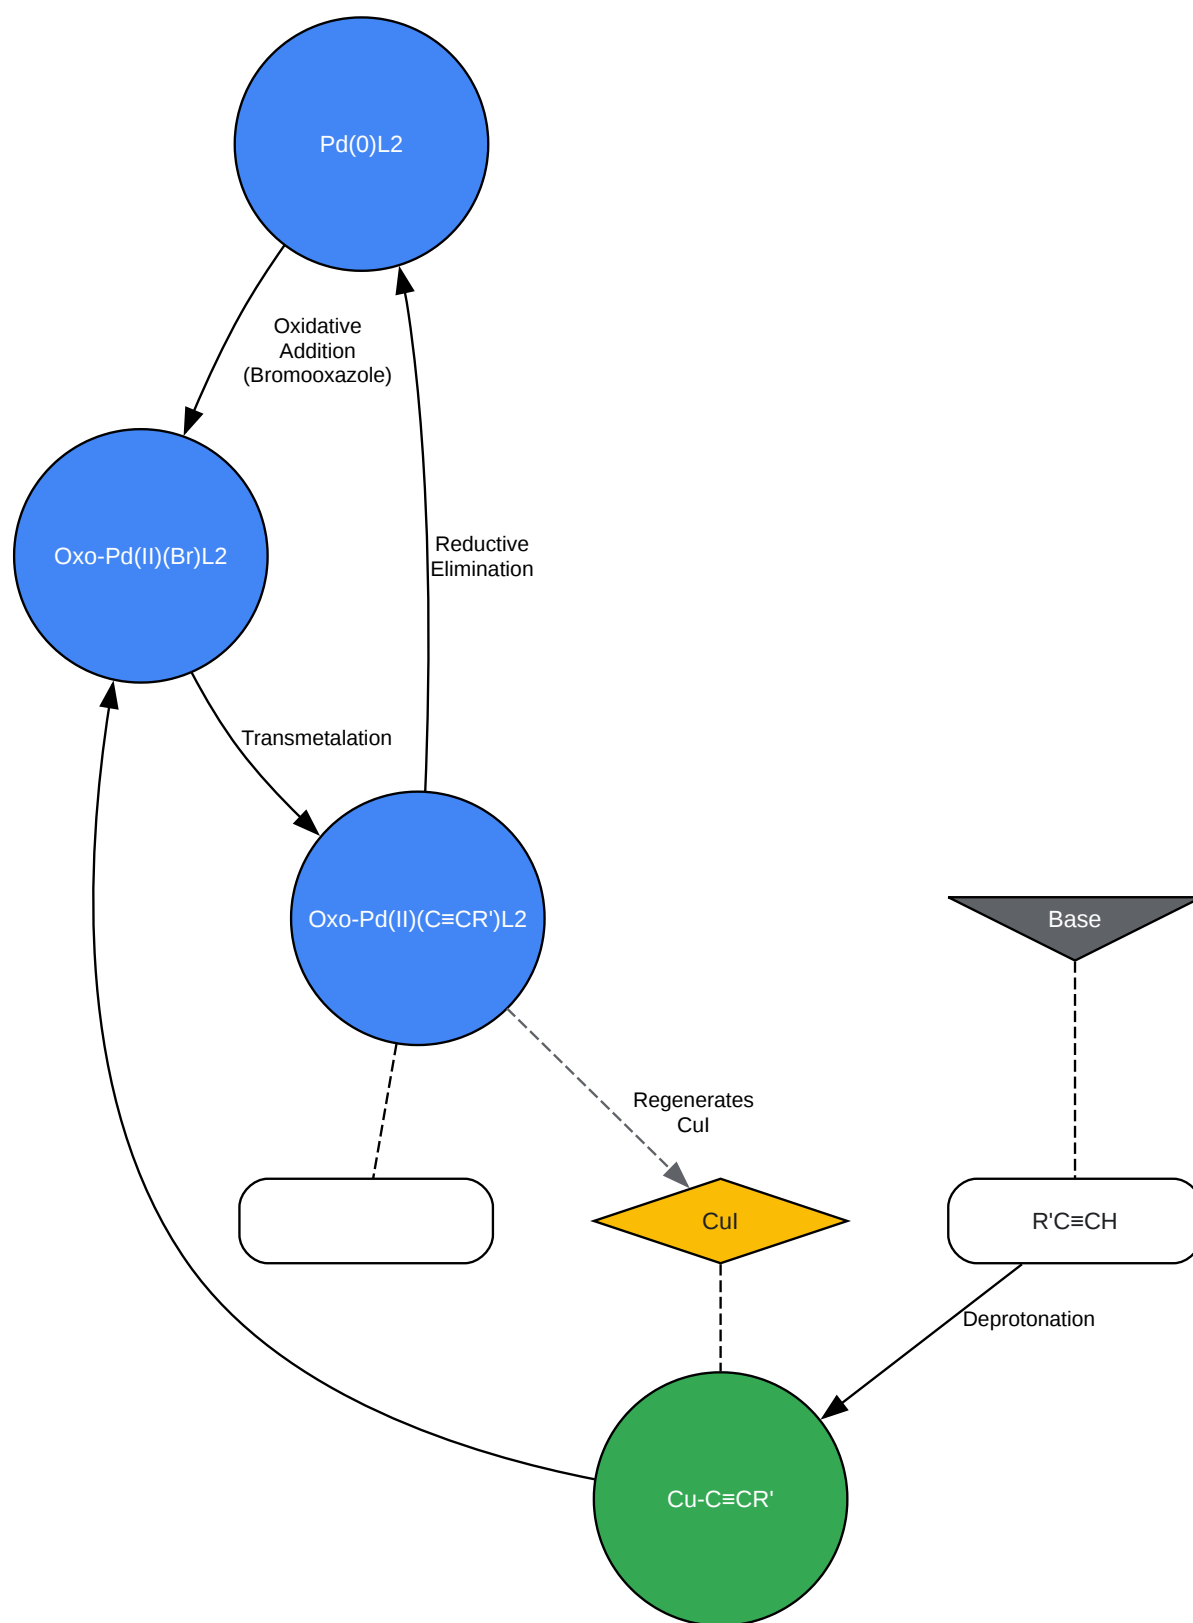 Pd(0)L2
Oxidative
Addition
(Bromooxazole)
Reductive
Elimination
Oxo-Pd(II)(Br)L2
Transmetalation
Oxo-Pd(II)(C≡CR')L2
Base
Regenerates
CuI
CuI
R'C≡CH
Deprotonation
Cu-C≡CR'